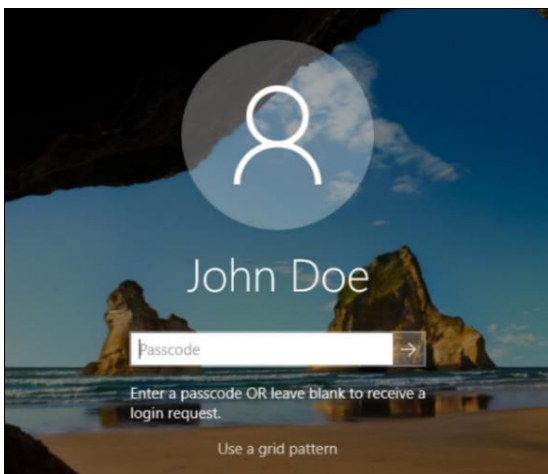 John Doe
Passcode
Enter a passcode OR leave blank to receive a
login request.
Use a grid pattern